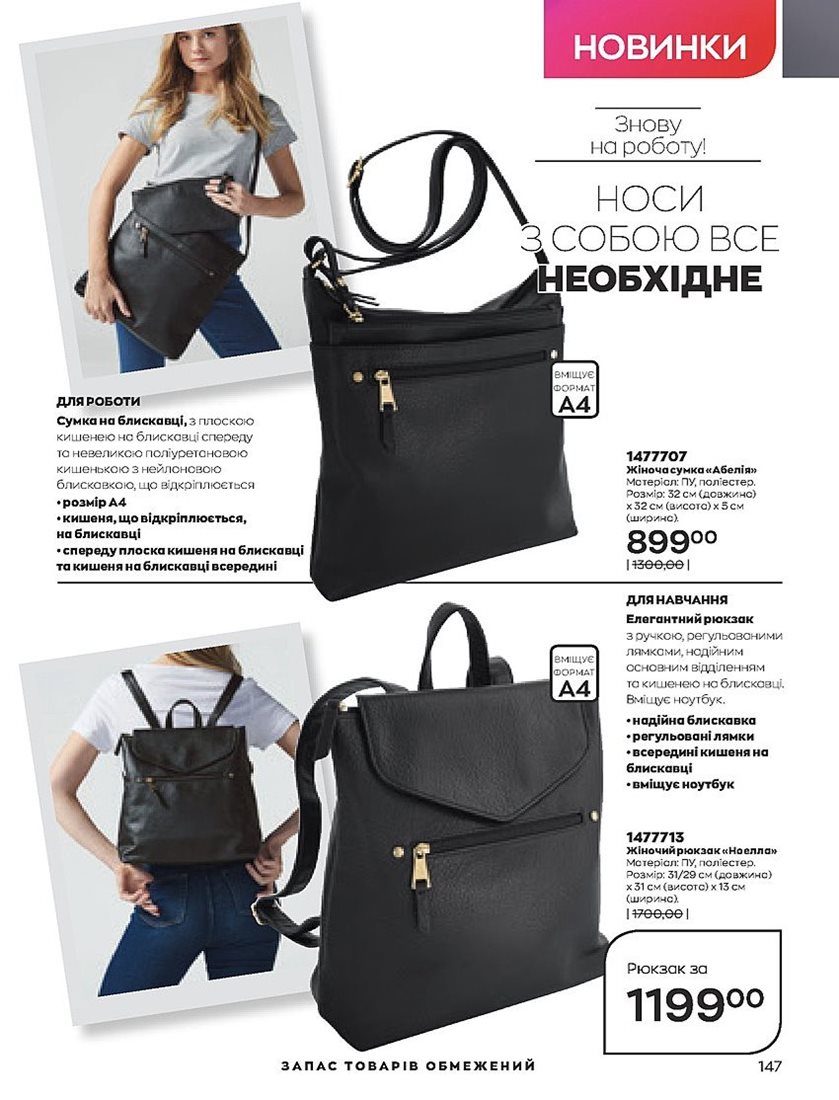 НОВИНКИ
Знову
на роботу!
НОСИ
З СОБОЮ ВСЕ
НЕОБХІДНЕ
ВМІЩУЄ
ФОРМАТ
А4
ДЛЯ РОБОТИ
Сумка на блискавці, з плоскою
кишенею на блискавці спереду
та невеликою поліуретановою
кишенькою з нейлоновою
блискавкою, що відкріплюється
• розмір А4
• кишеня, що відкріплюється,
на блискавці
• спереду плоска кишеня на блискавці
та кишеня на блискавці всередині
1477707
Жіноча сумка «Абелія»
Матеріал: ПУ, поліестер.
Розмір: 32 см (довжина)
х 32 см (висота) х 5 см
(ширина).
899⁰⁰
| 1300,00 |
ДЛЯ НАВЧАННЯ
Елегантний рюкзак
з ручкою, регульованими
лямками, надійним
основним відділенням
та кишенею на блискавці.
Вміщує ноутбук.
• надійна блискавка
• регульовані лямки
• всередині кишеня на
блискавці
• вміщує ноутбук
ВМІЩУЄ
ФОРМАТ
А4
1477713
Жіночий рюкзак «Ноелла»
Матеріал: ПУ, поліестер.
Розмір: 31/29 см (довжина)
х 31 см (висота) х 13 см
(ширина).
| 1700,00 |
Рюкзак за
1199⁰⁰
ЗАПАС ТОВАРІВ ОБМЕЖЕНИЙ
147